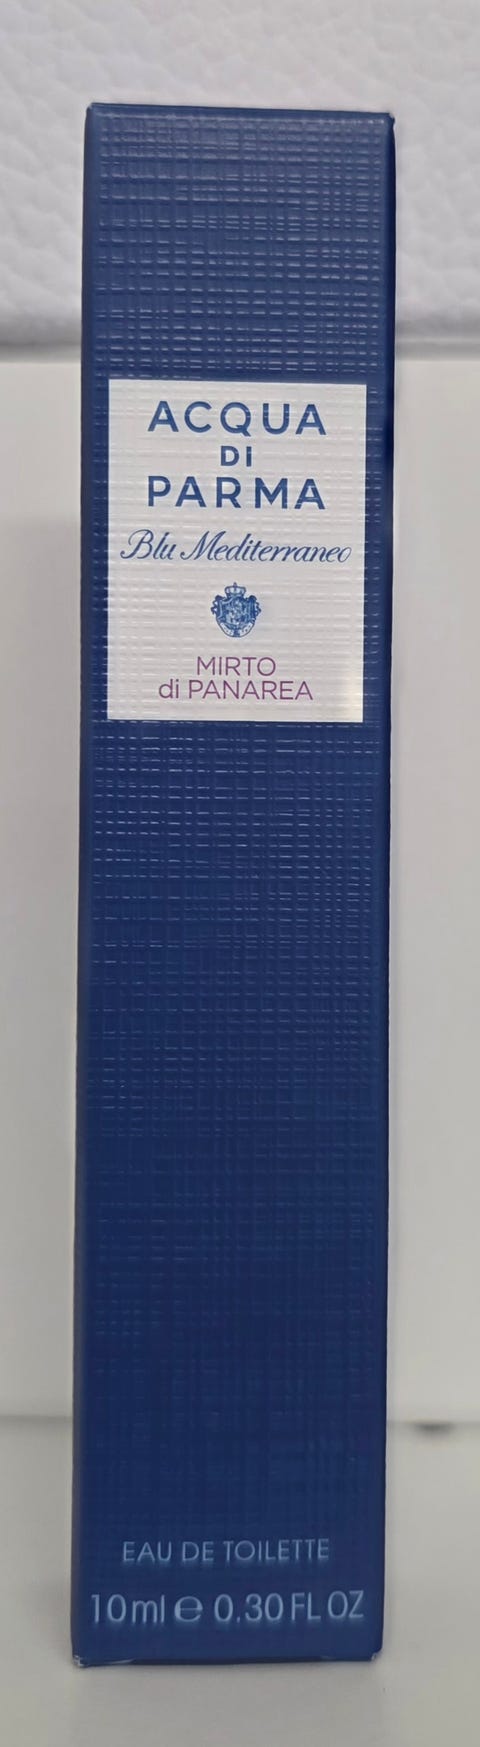 ACQUA
DI
PARMA
Blu Mediterraneo
MIRTO
di PANAREA
EAU DE TOILETTE
10ml ℮ 0.30 FL OZ